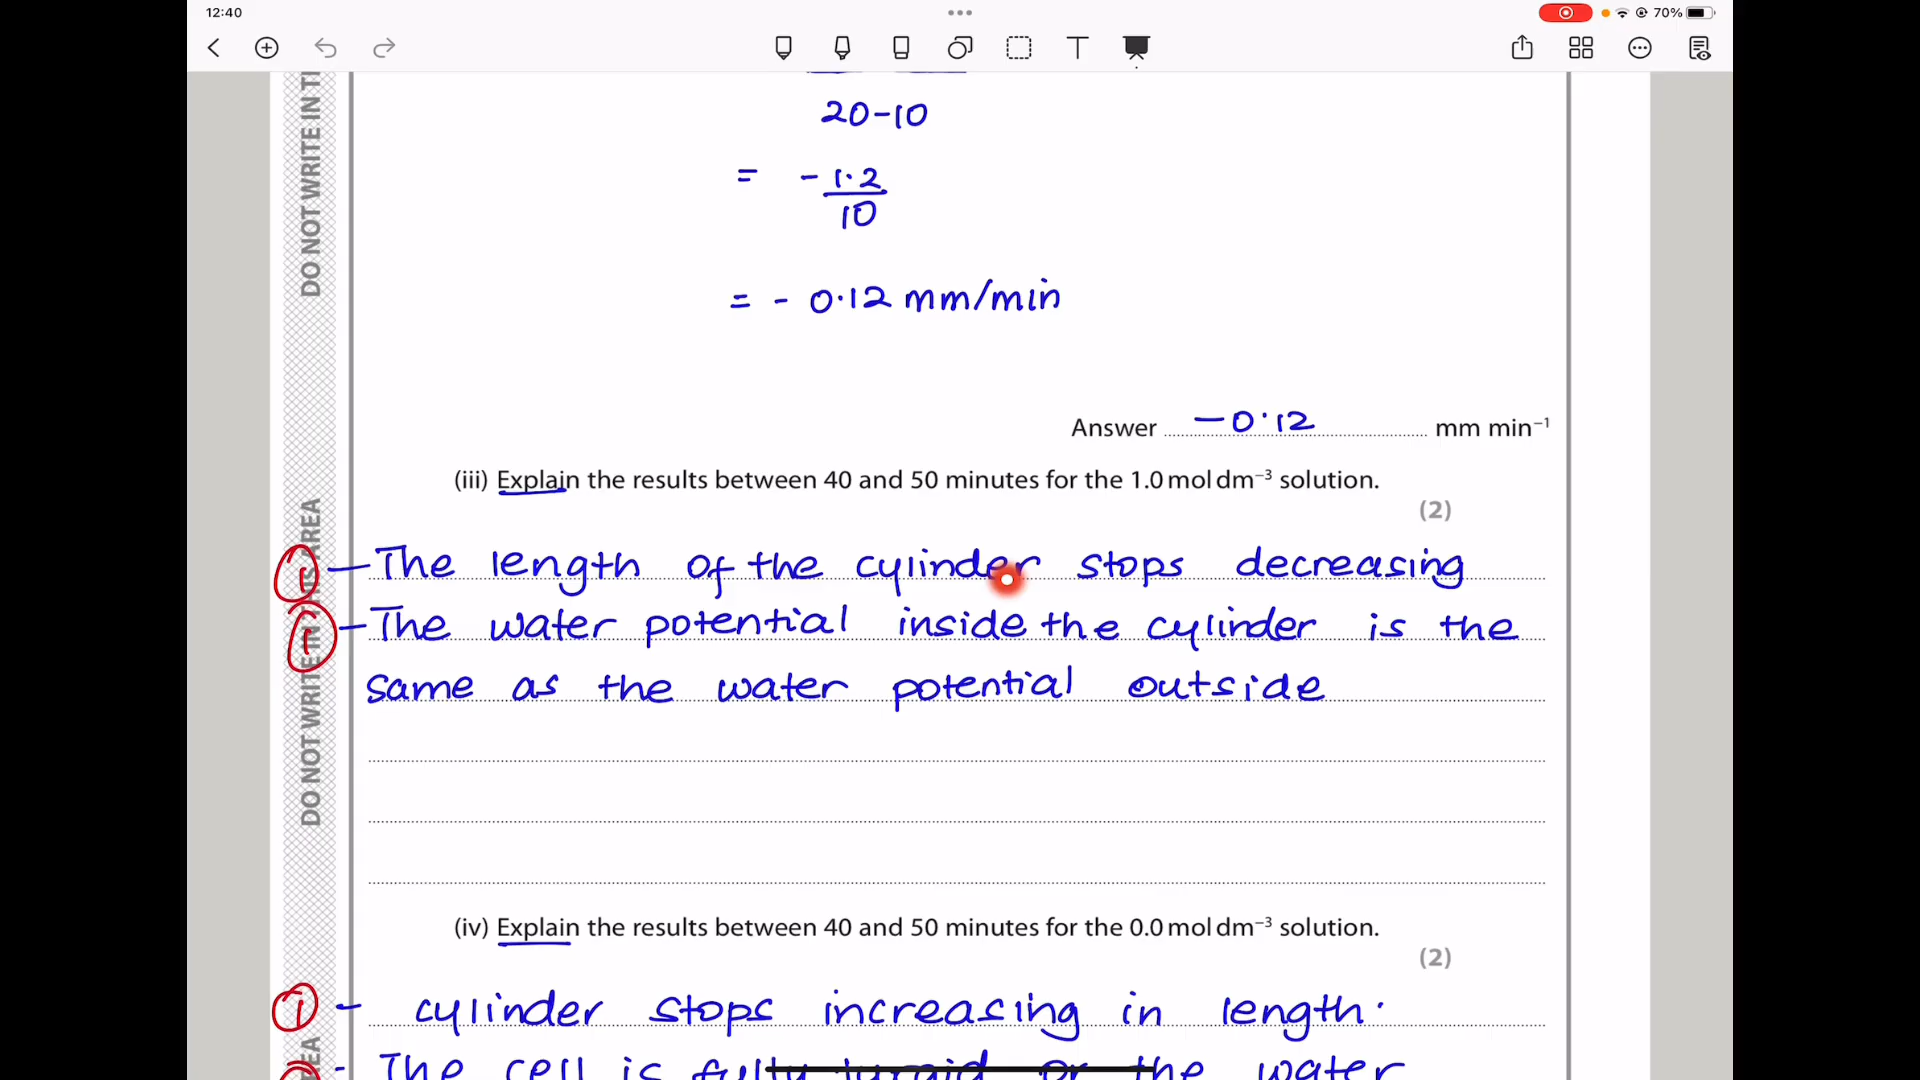 12:40
70%
20-10
= - 1.2
10
= - 0.12 mm/min
Answer -0.12 mm min⁻¹
(iii) Explain the results between 40 and 50 minutes for the 1.0 mol dm⁻³ solution.
(2)
① - The length of the cylinder stops decreasing
① - The water potential inside the cylinder is the
same as the water potential outside
(iv) Explain the results between 40 and 50 minutes for the 0.0 mol dm⁻³ solution.
(2)
① - cylinder stops increasing in length.
- The cell is fully turgid or the water
DO NOT WRITE IN T
DO NOT WRITE IN THIS AREA
EA